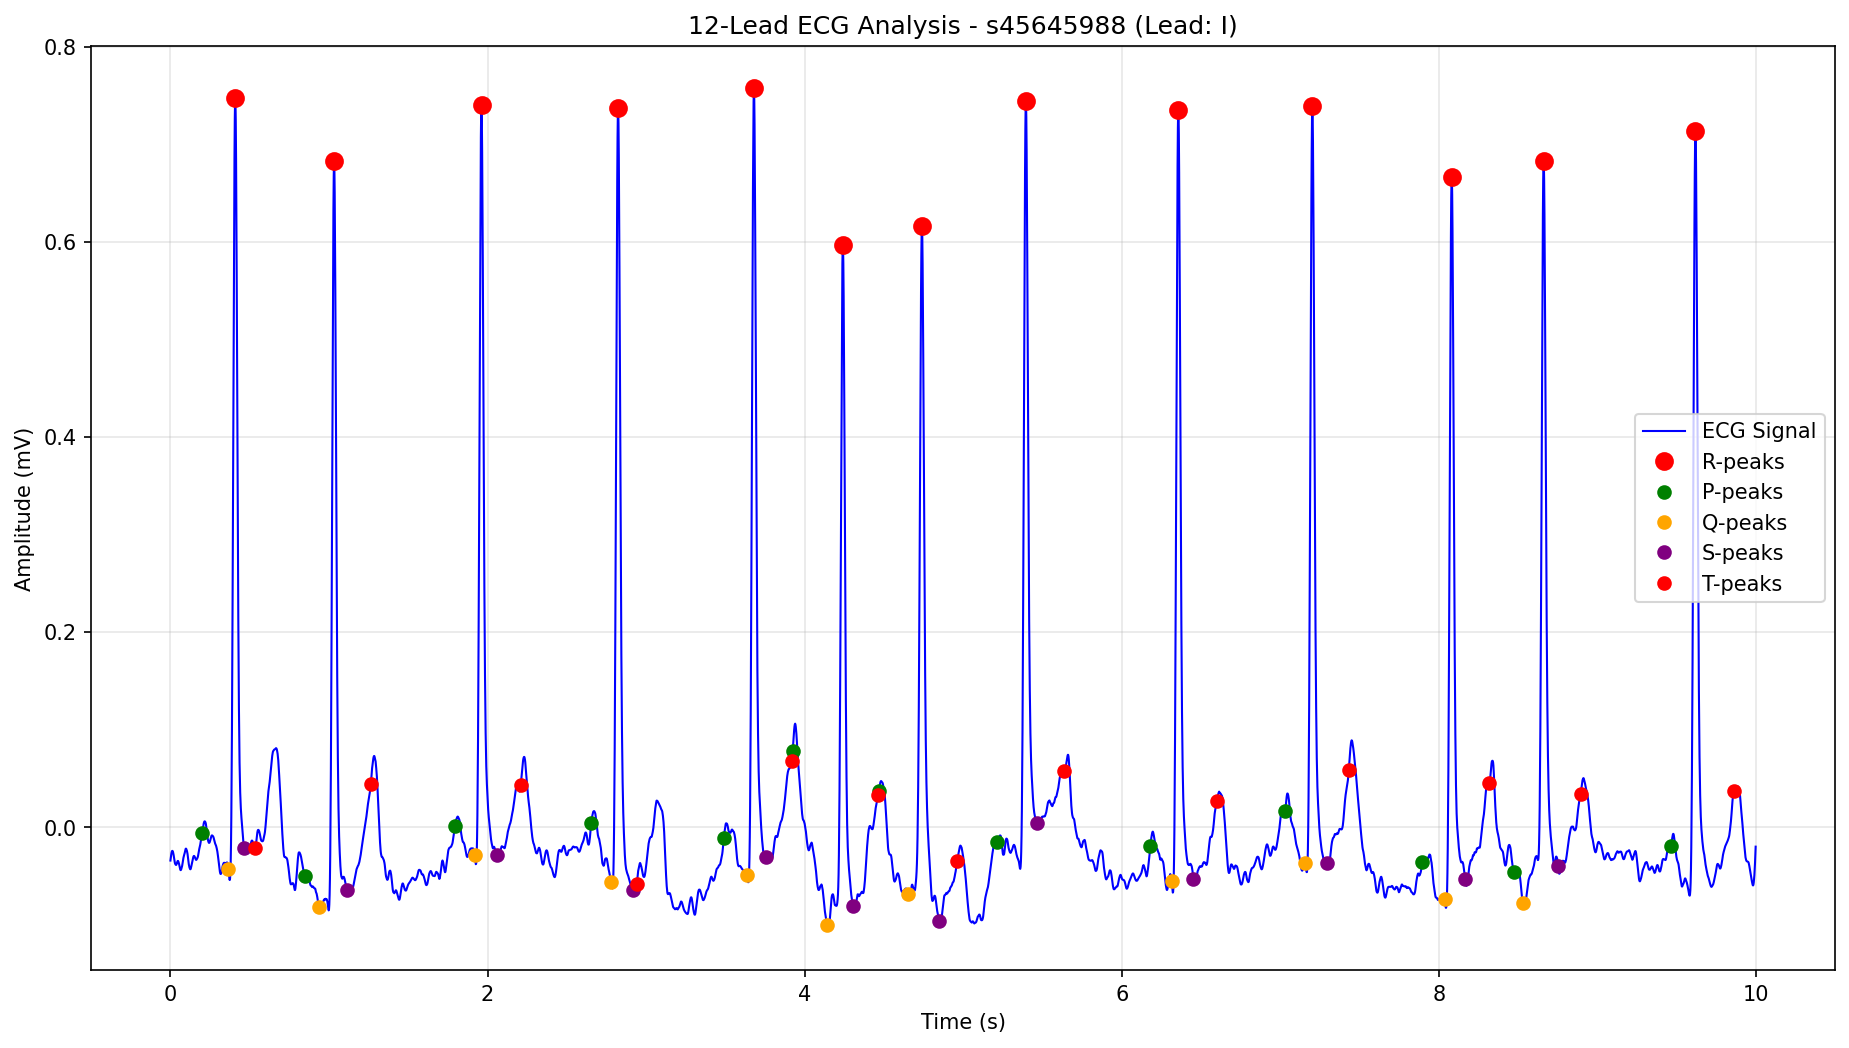 12-Lead ECG Analysis - s45645988 (Lead: I)
Amplitude (mV)
0.8
0.6
0.4
0.2
0.0
ECG Signal
R-peaks
P-peaks
Q-peaks
S-peaks
T-peaks
0 2 4 6 8 10
Time (s)